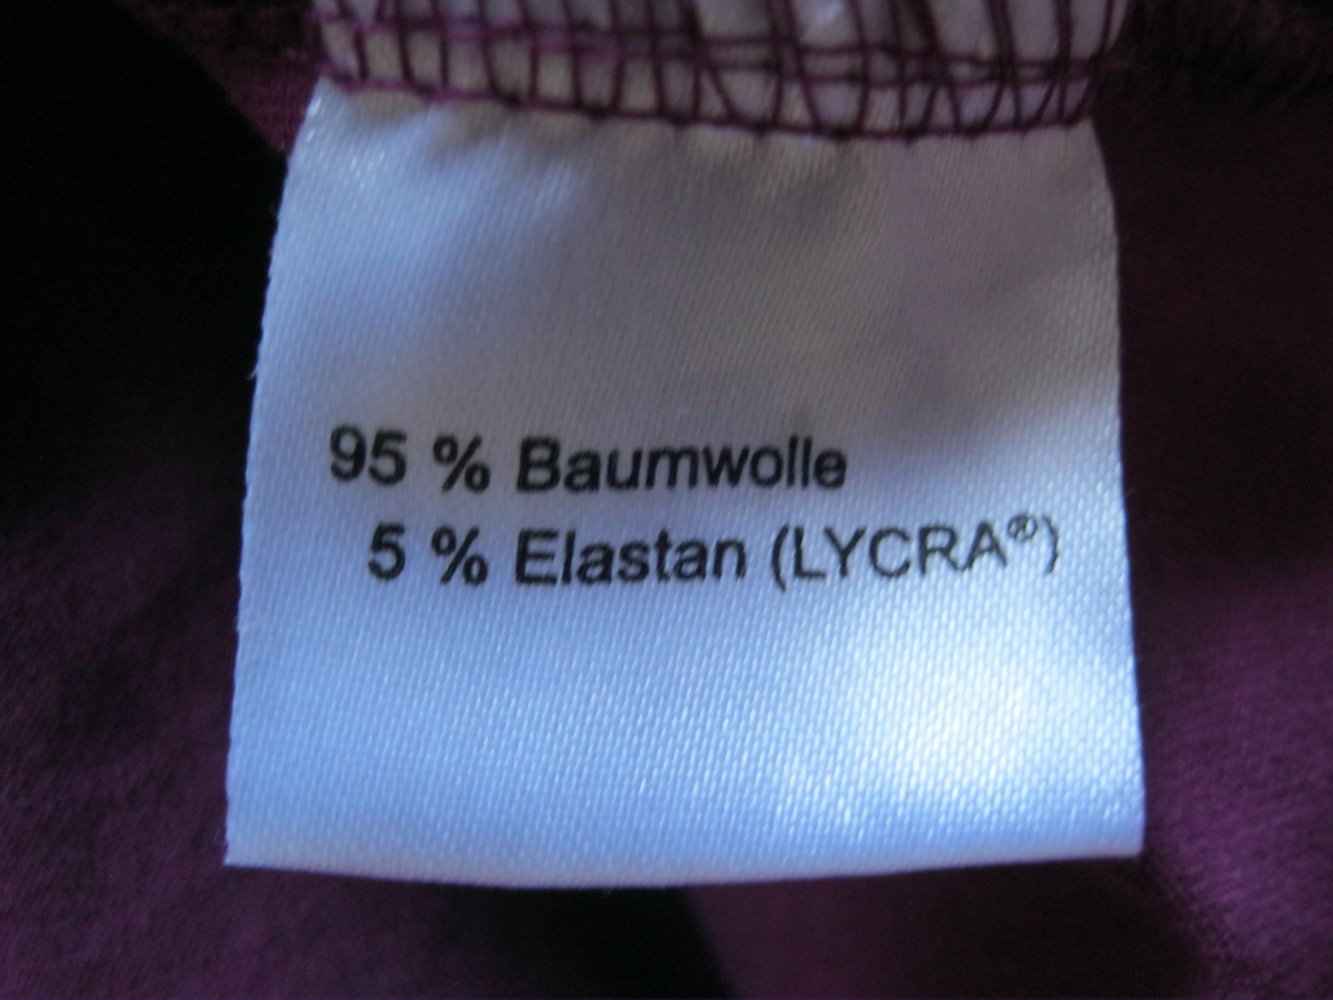 95 % Baumwolle
5 % Elastan (LYCRA®)